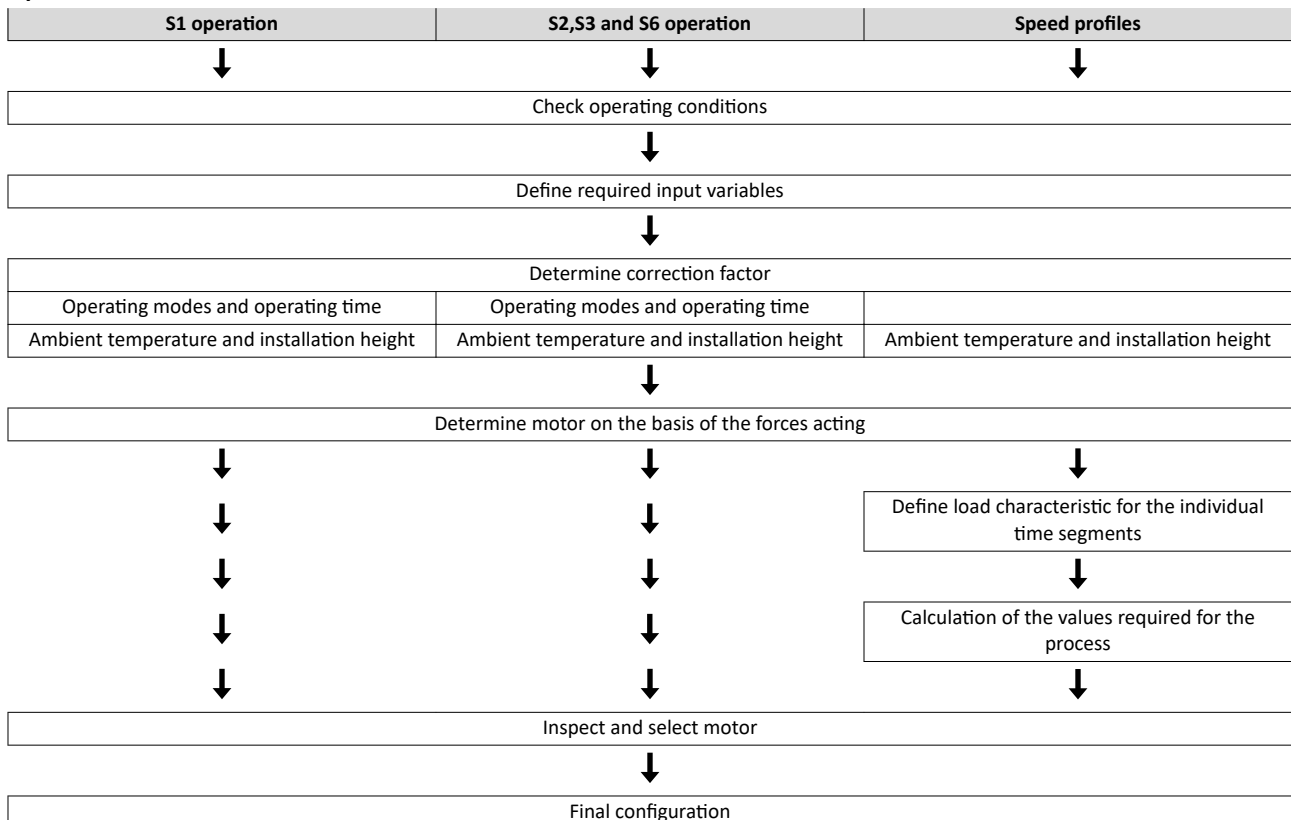 S1 operation
S2,S3 and S6 operation
Speed profiles
Check operating conditions
Define required input variables
Determine correction factor
Operating modes and operating time
Operating modes and operating time
Ambient temperature and installation height
Ambient temperature and installation height
Ambient temperature and installation height
Determine motor on the basis of the forces acting
Define load characteristic for the individual
time segments
Calculation of the values required for the
process
Inspect and select motor
Final configuration